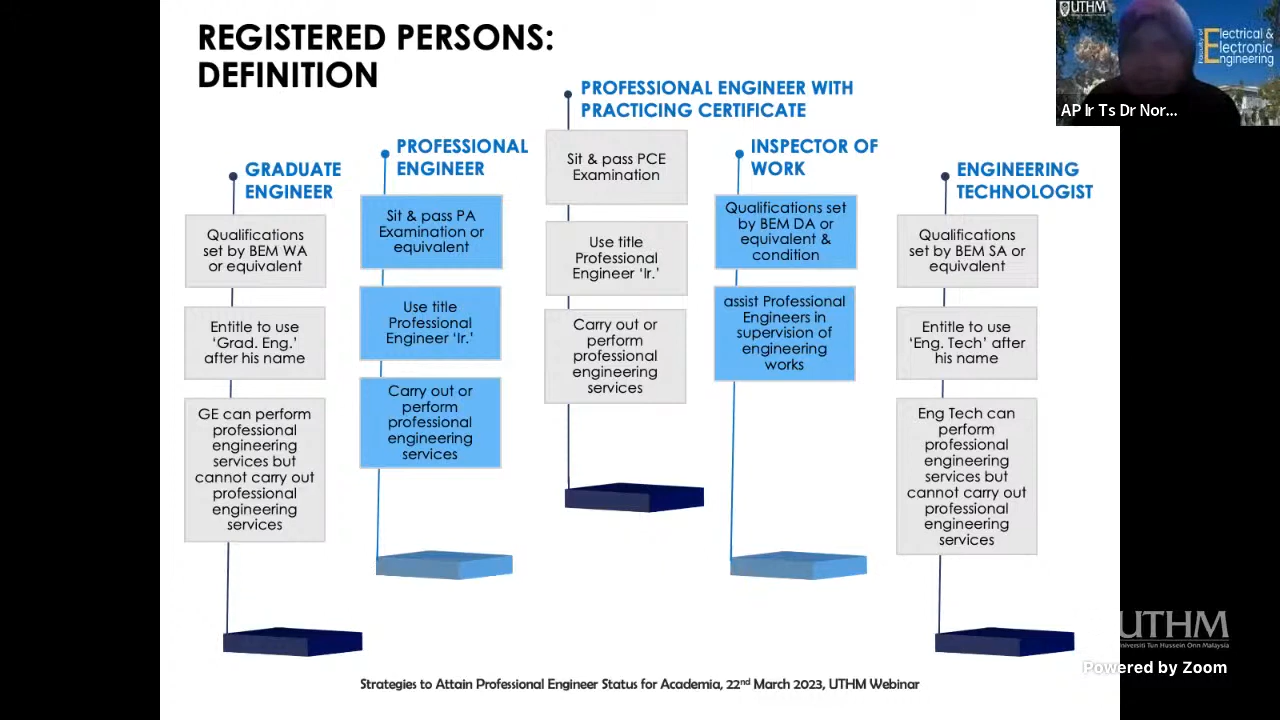 REGISTERED PERSONS:
DEFINITION
GRADUATE
ENGINEER
Qualifications
set by BEM WA
or equivalent
Entitle to use
‘Grad. Eng.’
after his name
GE can perform
professional
engineering
services but
cannot carry out
professional
engineering
services
PROFESSIONAL
ENGINEER
Sit & pass PA
Examination or
equivalent
Use title
Professional
Engineer ‘Ir.’
Carry out or
perform
professional
engineering
services
PROFESSIONAL ENGINEER WITH
PRACTICING CERTIFICATE
Sit & pass PCE
Examination
Use title
Professional
Engineer ‘Ir.’
Carry out or
perform
professional
engineering
services
INSPECTOR OF
WORK
Qualifications set
by BEM DA or
equivalent &
condition
assist Professional
Engineers in
supervision of
engineering
works
ENGINEERING
TECHNOLOGIST
Qualifications
set by BEM SA or
equivalent
Entitle to use
‘Eng. Tech’ after
his name
Eng Tech can
perform
professional
engineering
services but
cannot carry out
professional
engineering
services
Strategies to Attain Professional Engineer Status for Academia, 22nd March 2023, UTHM Webinar
UTHM
Faculty of
Electrical &
Electronic
Engineering
AP Ir Ts Dr Nor...
UTHM
Universiti Tun Hussein Onn Malaysia
Powered by Zoom